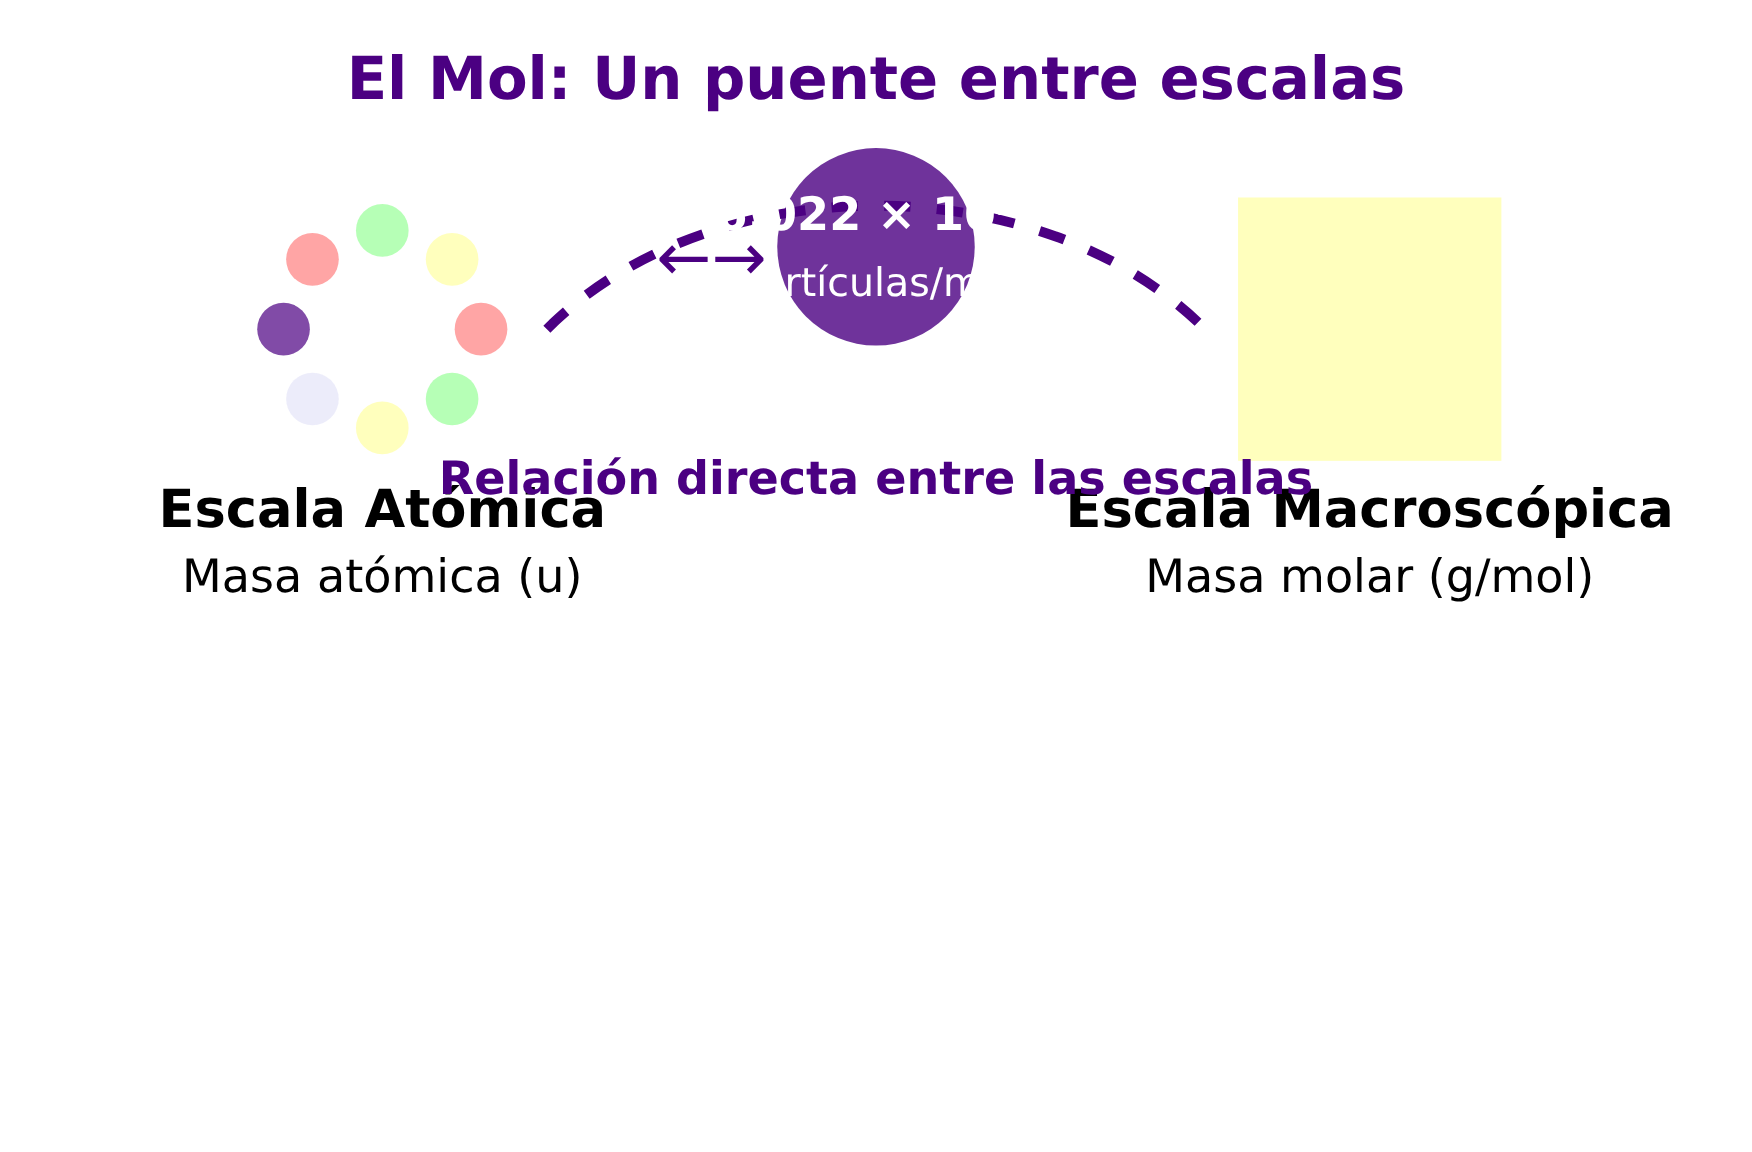 El Mol: Un puente entre escalas
022 × 10
←→
rtículas/m
Relación directa entre las escalas
Escala Atómica
Escala Macroscópica
Masa atómica (u)
Masa molar (g/mol)